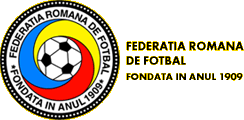 FEDERATIA ROMANA DE FOTBAL
* FONDATA IN ANUL 1909 *
FEDERATIA ROMANA
DE FOTBAL
FONDATA IN ANUL 1909